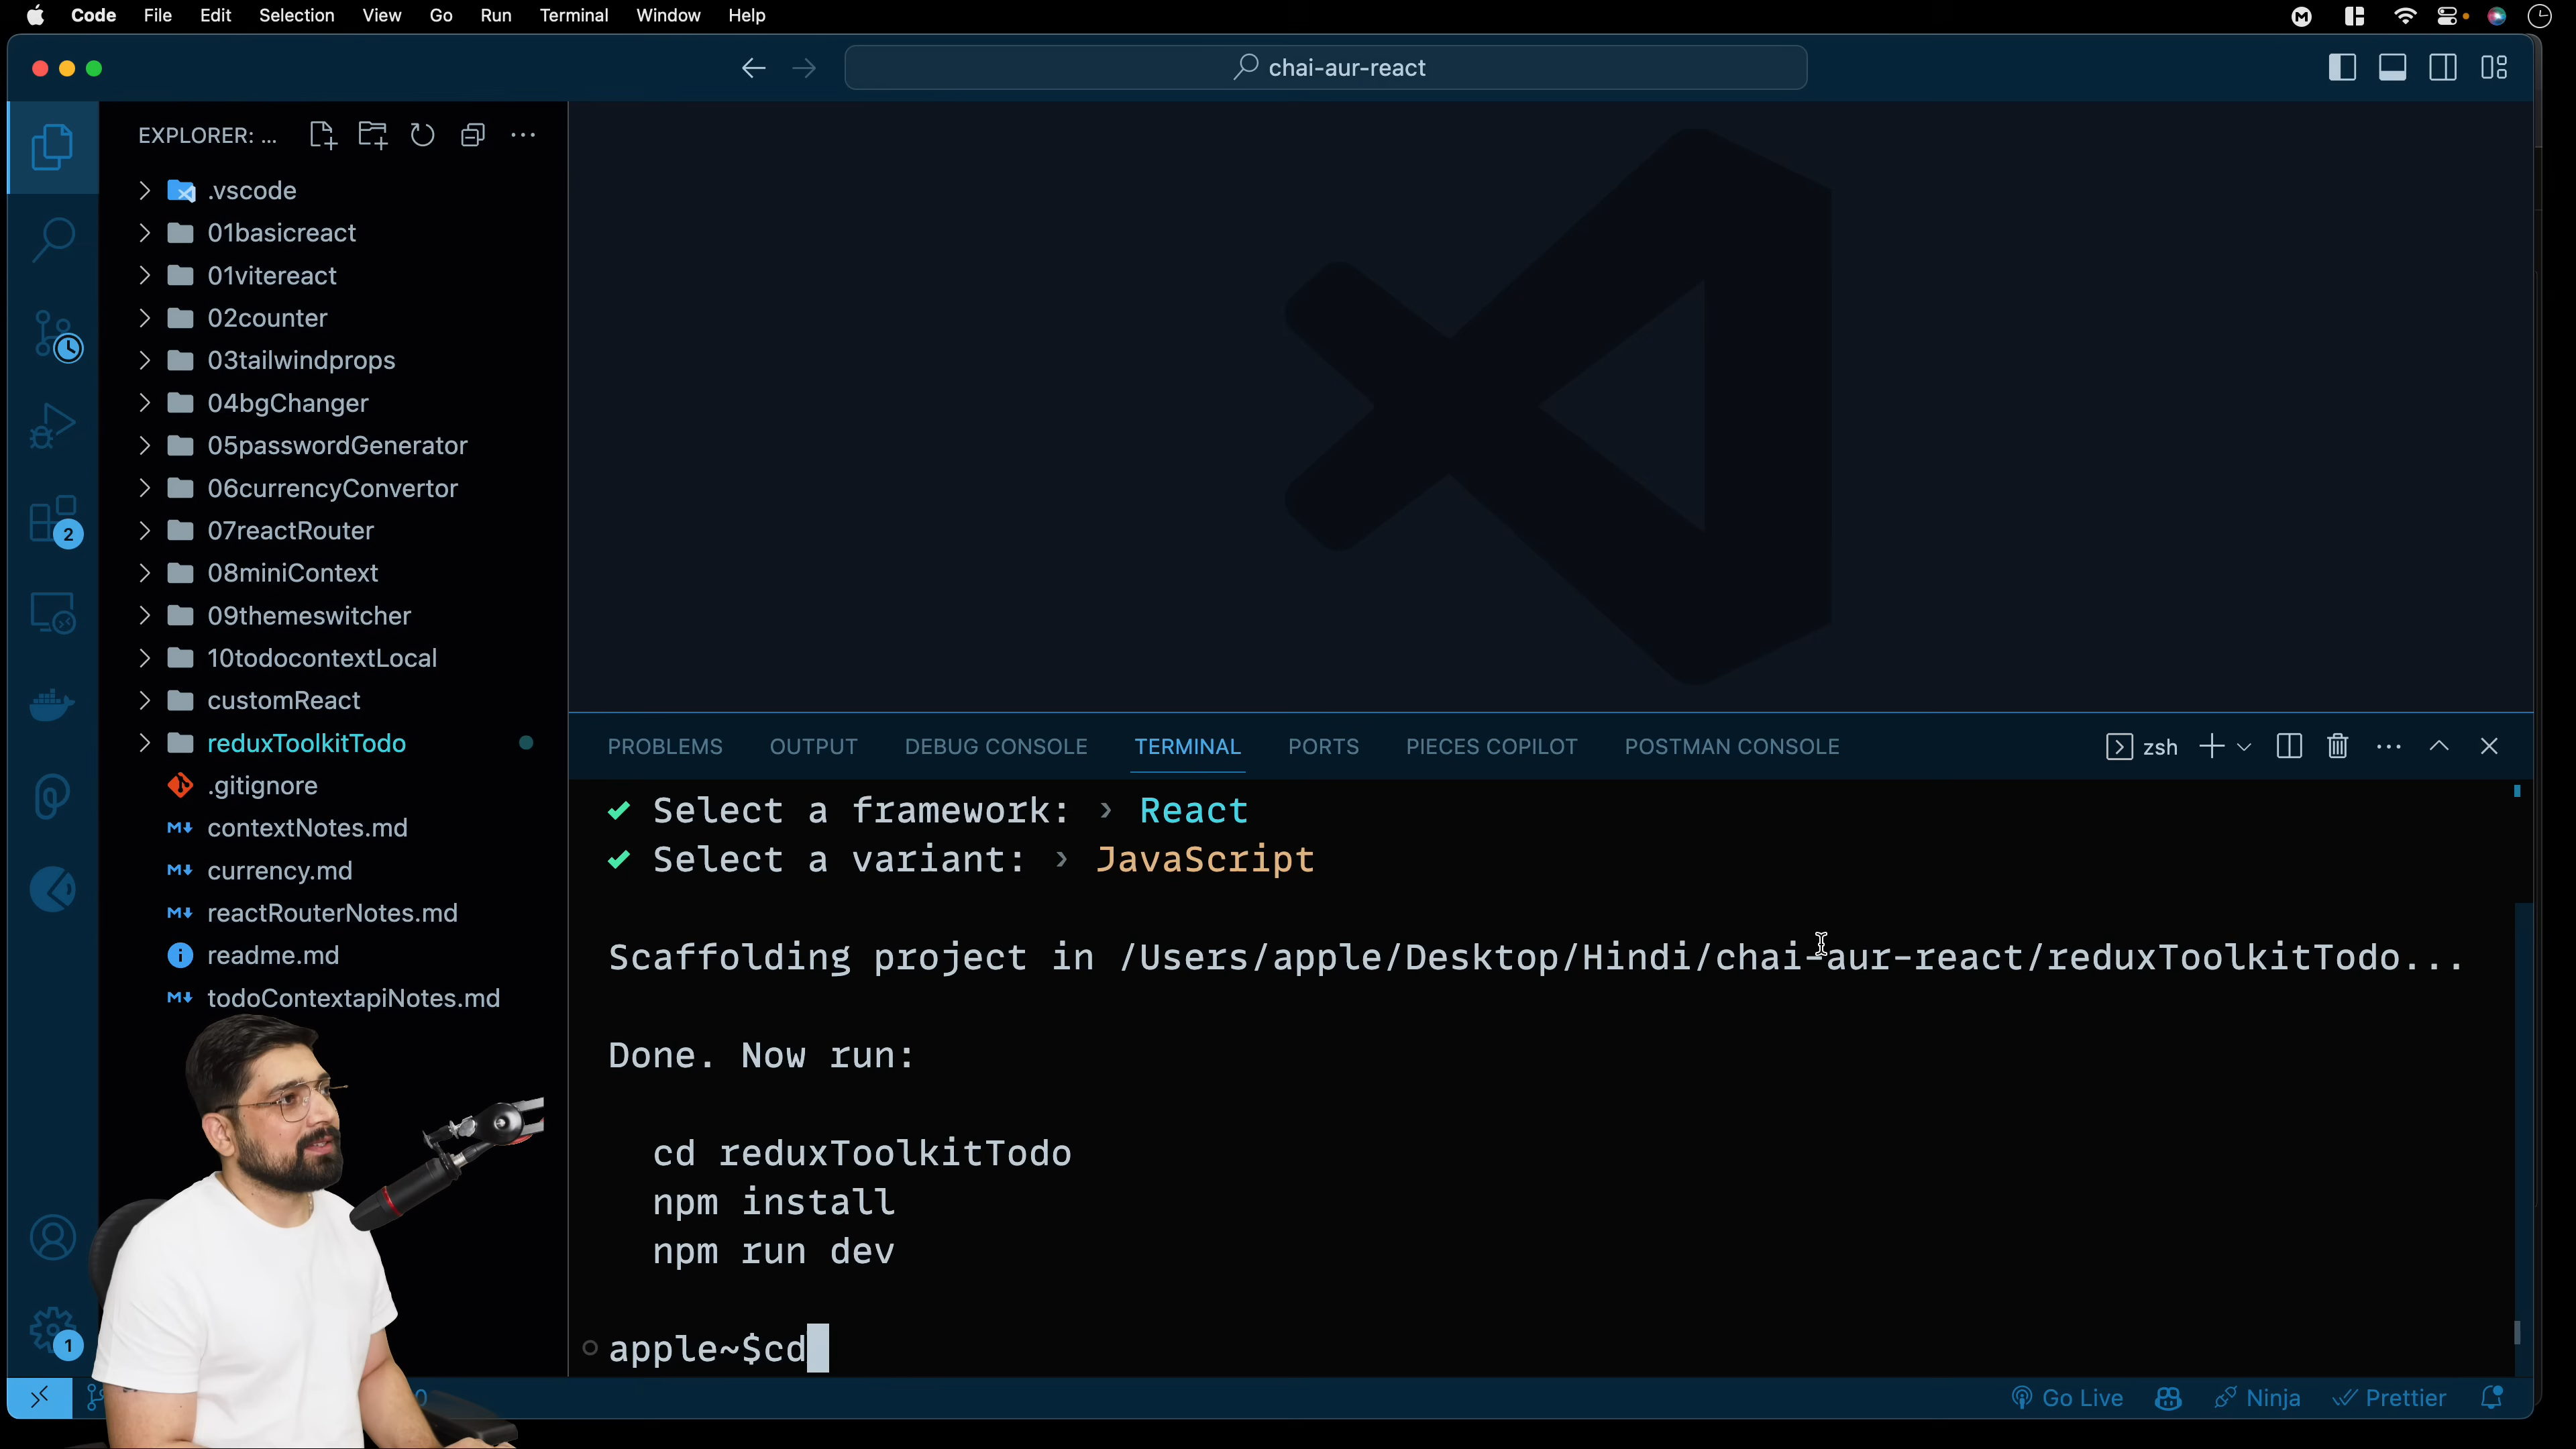 Code File Edit Selection View Go Run Terminal Window Help
chai-aur-react
EXPLORER: ...
.vscode
01basicreact
01vitereact
02counter
03tailwindprops
04bgChanger
05passwordGenerator
06currencyConvertor
07reactRouter
08miniContext
09themeswitcher
10todocontextLocal
customReact
reduxToolkitTodo
.gitignore
contextNotes.md
currency.md
reactRouterNotes.md
readme.md
todoContextapiNotes.md
2
1
PROBLEMS OUTPUT DEBUG CONSOLE TERMINAL PORTS PIECES COPILOT POSTMAN CONSOLE zsh
✔ Select a framework: › React
✔ Select a variant: › JavaScript
Scaffolding project in /Users/apple/Desktop/Hindi/chai-aur-react/reduxToolkitTodo...
Done. Now run:
cd reduxToolkitTodo
npm install
npm run dev
apple~$cd
Go Live Ninja Prettier